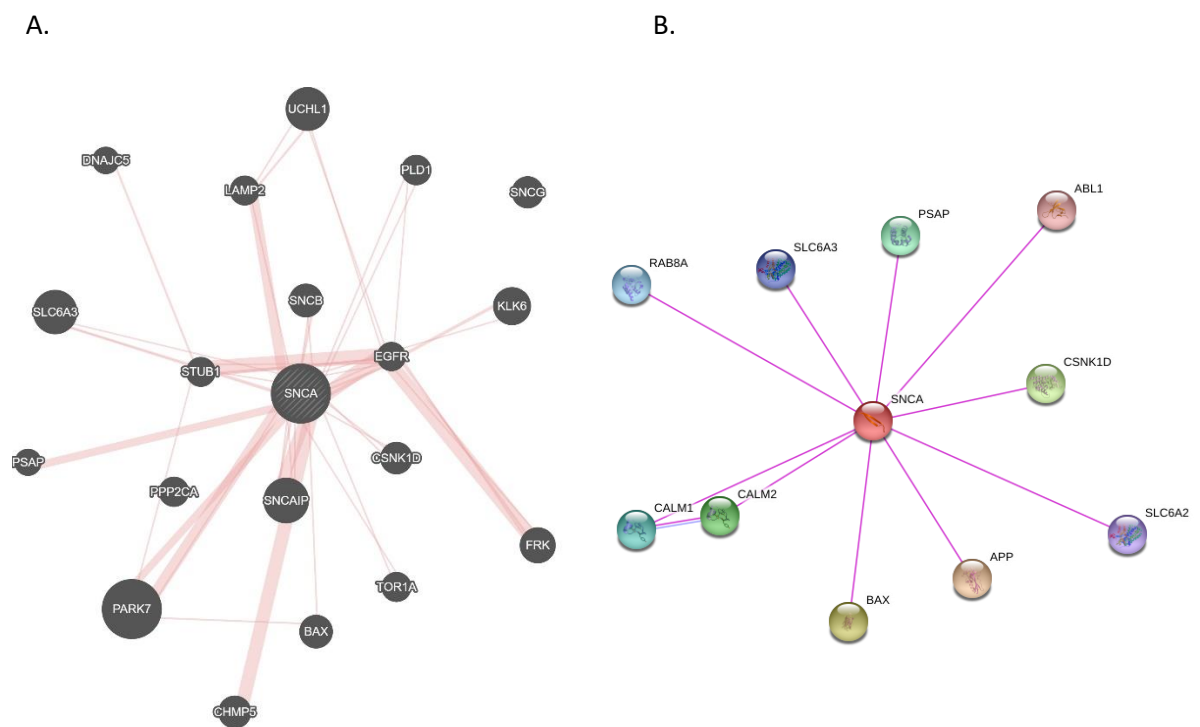 A.
B.
UCHL1
DNAJC5
PLD1
LAMP2
SNCG
SNCB
KLK6
SLC6A3
EGFR
STUB1
SNCA
CSNK1D
PSAP
PPP2CA
SNCAIP
FRK
TOR1A
PARK7
BAX
CHMP5
ABL1
PSAP
SLC6A3
RAB8A
CSNK1D
SNCA
CALM2
CALM1
SLC6A2
APP
BAX